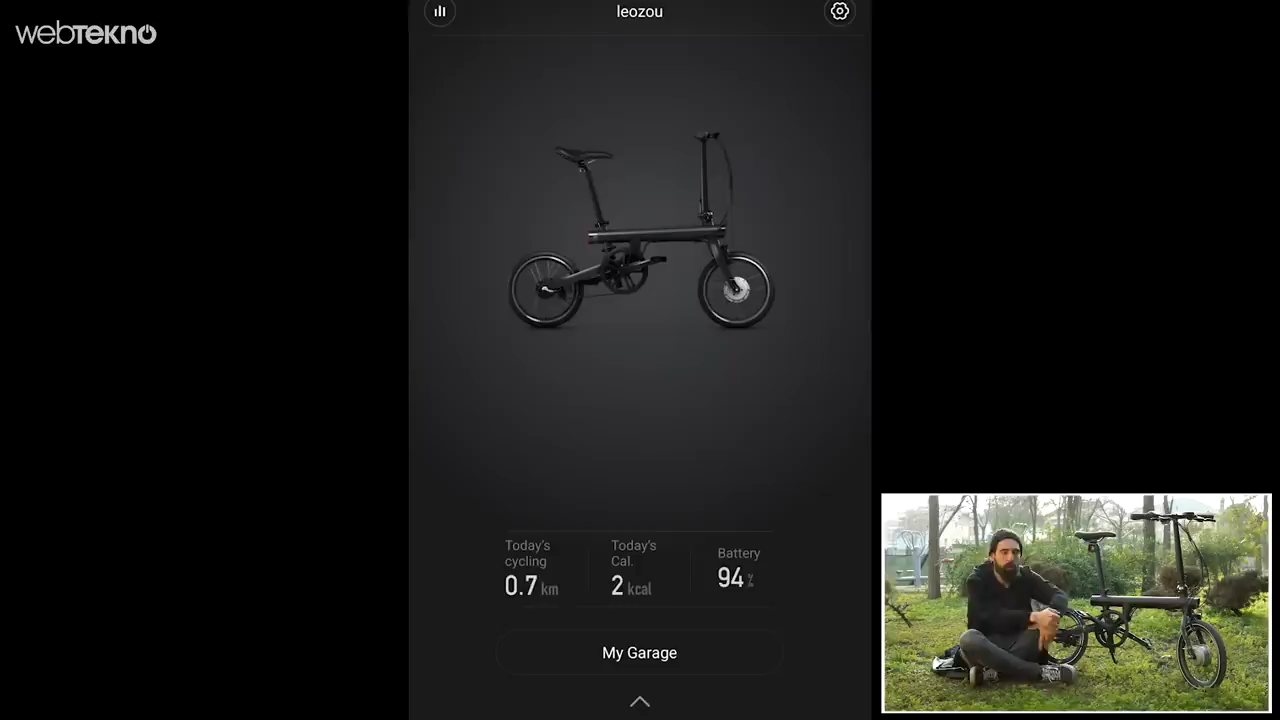 webTEKNO
leozou
Today's
cycling
0.7 km
Today's
Cal.
2 kcal
Battery
94 %
My Garage